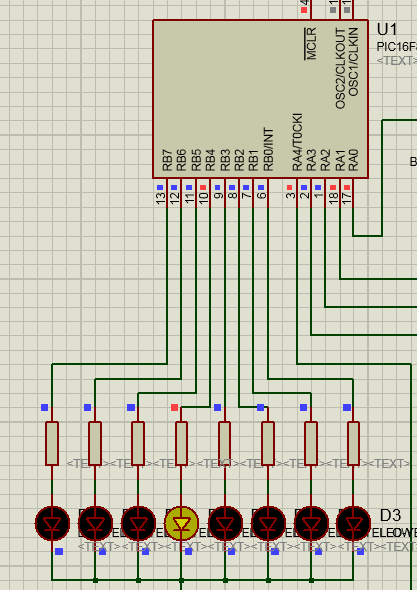 4
1
1
U1
PIC16F
<TEXT>
MCLR
OSC2/CLKOUT
OSC1/CLKIN
RB7
RB6
RB5
RB4
RB3
RB2
RB1
RB0/INT
RA4/T0CKI
RA3
RA2
RA1
RA0
B
13
12
11
10
9
8
7
6
3
2
1
18
17
<TEXT>
<TEXT>
<TEXT>
<TEXT>
<TEXT>
<TEXT>
<TEXT>
D3
<TEXT>
<TEXT>
<TEXT>
<TEXT>
<TEXT>
<TEXT>
<TEXT>
<TEXT>